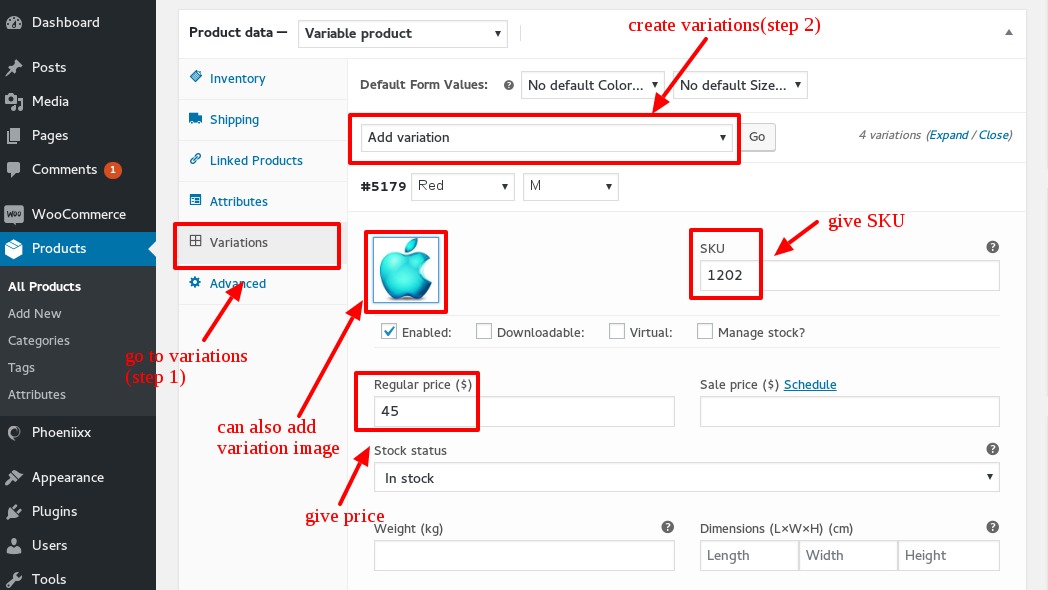 Dashboard
Posts
Media
Pages
Comments 1
WooCommerce
Products
All Products
Add New
Categories
Tags
Attributes
Phoeniixx
Appearance
Plugins
Users
Tools
create variations(step 2)
Product data — Variable product
Inventory
Shipping
Linked Products
Attributes
Variations
Advanced
go to variations
(step 1)
Default Form Values: ? No default Color... No default Size...
Add variation Go 4 variations (Expand / Close)
#5179 Red M
give SKU
SKU ?
1202
Enabled: Downloadable: Virtual: Manage stock?
Regular price ($) Sale price ($) Schedule
45
can also add
variation image
Stock status ?
In stock
give price
Weight (kg) ? Dimensions (L×W×H) (cm) ?
Length Width Height